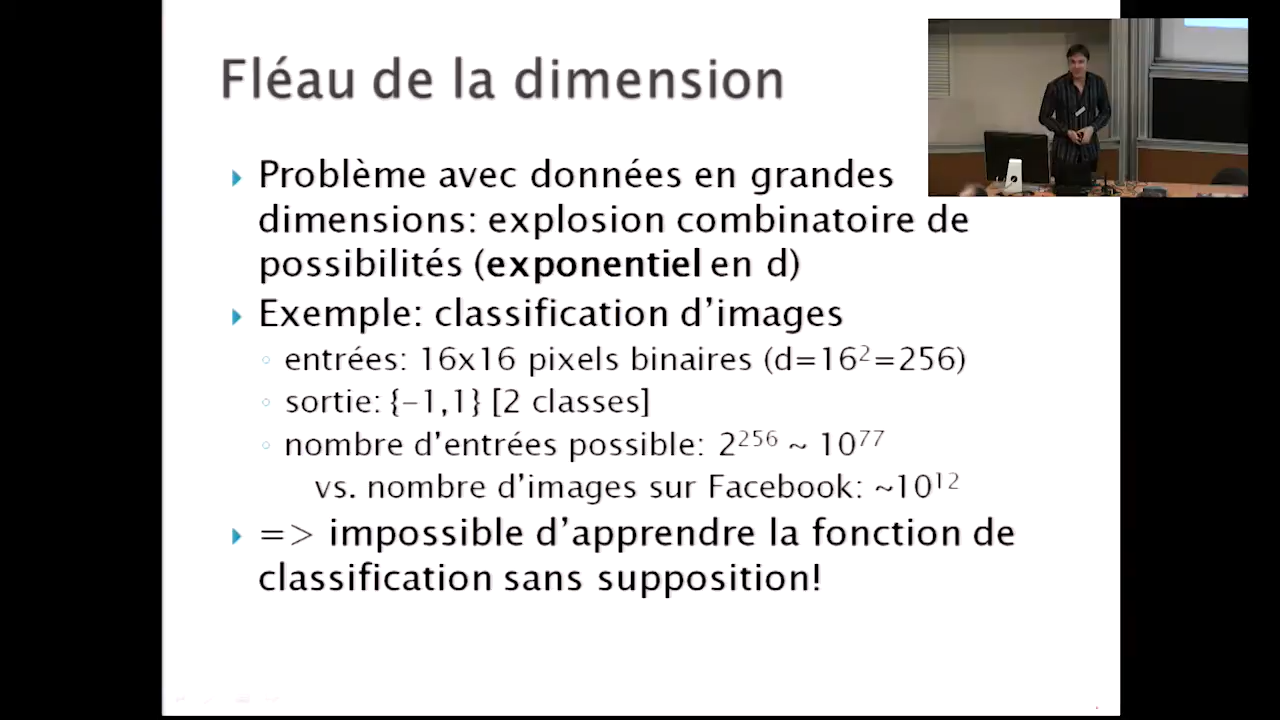 Fléau de la dimension
Problème avec données en grandes
dimensions: explosion combinatoire de
possibilités (exponentiel en d)
Exemple: classification d’images
entrées: 16x16 pixels binaires (d=16²=256)
sortie: {-1,1} [2 classes]
nombre d’entrées possible: 2²⁵⁶ ~ 10⁷⁷
vs. nombre d’images sur Facebook: ~10¹²
=> impossible d’apprendre la fonction de
classification sans supposition!